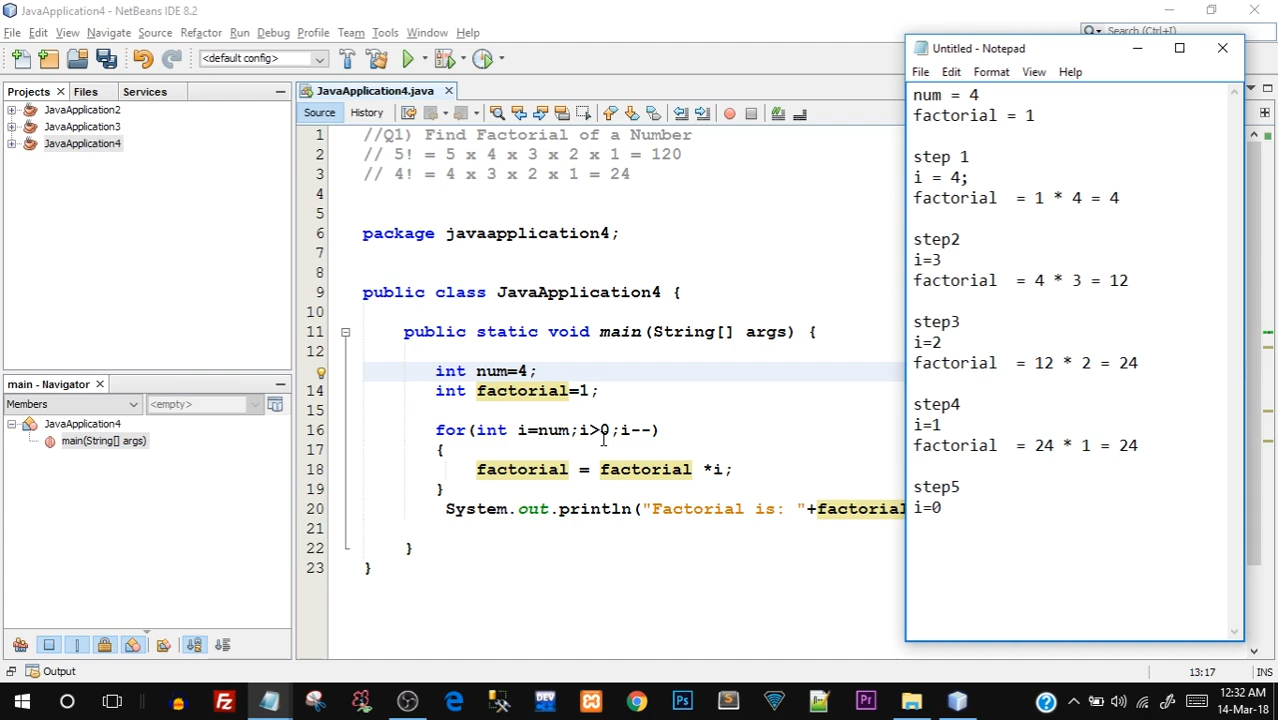 JavaApplication4 - NetBeans IDE 8.2
File Edit View Navigate Source Refactor Run Debug Profile Team Tools Window Help
Search (Ctrl+I)
<default config>
Projects Files Services
JavaApplication2
JavaApplication3
JavaApplication4
main - Navigator
Members <empty>
JavaApplication4
main(String[] args)
JavaApplication4.java
Source History
1 //Q1) Find Factorial of a Number
2 // 5! = 5 x 4 x 3 x 2 x 1 = 120
3 // 4! = 4 x 3 x 2 x 1 = 24
4
5
6 package javaapplication4;
7
8
9 public class JavaApplication4 {
10
11 public static void main(String[] args) {
12
int num=4;
14 int factorial=1;
15
16 for(int i=num;i>0;i--)
17 {
18 factorial = factorial *i;
19 }
20 System.out.println("Factorial is: "+factorial
21
22 }
23 }
Untitled - Notepad
File Edit Format View Help
num = 4
factorial = 1
step 1
i = 4;
factorial = 1 * 4 = 4
step2
i=3
factorial = 4 * 3 = 12
step3
i=2
factorial = 12 * 2 = 24
step4
i=1
factorial = 24 * 1 = 24
step5
i=0
Output
13:17 INS
Fz DEV Ps S Pr
12:32 AM
14-Mar-18